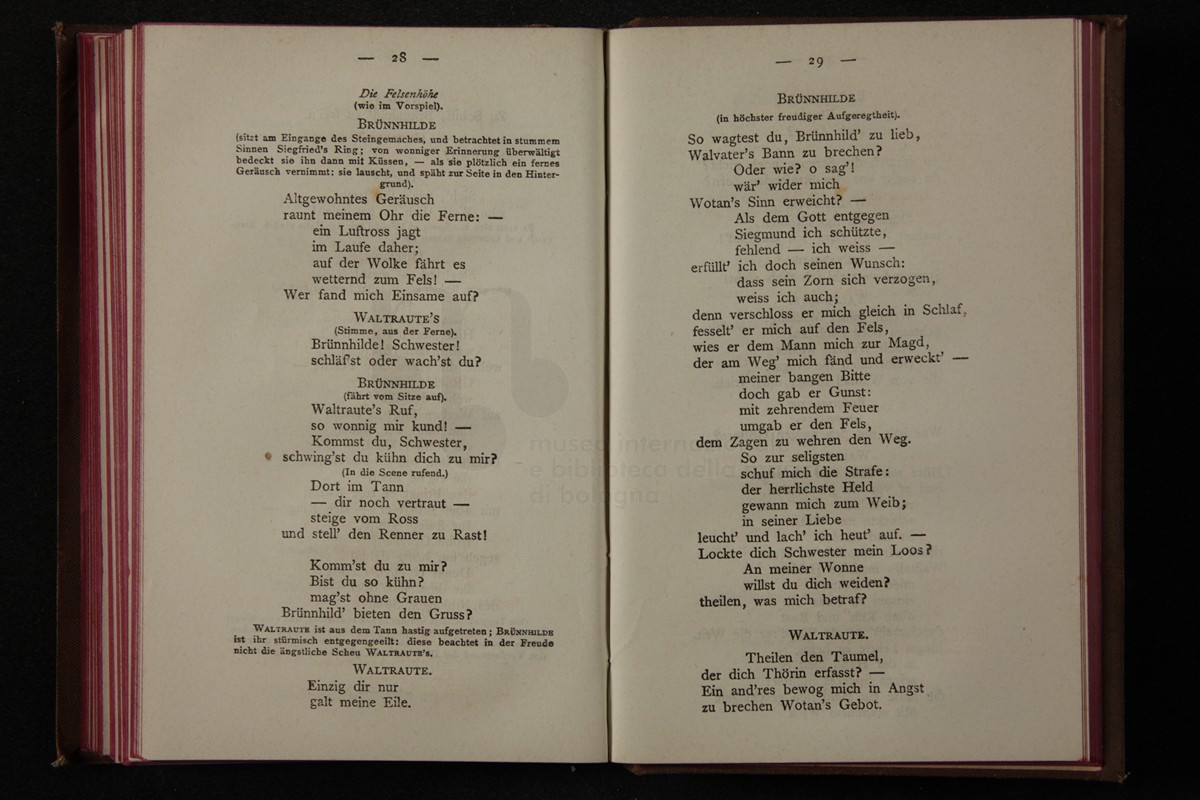 — 28 —
Die Felsenhöhe
(wie im Vorspiel).
BRÜNNHILDE
(sitzt am Eingange des Steingemaches, und betrachtet in stummem
Sinnen Siegfried's Ring; von wonniger Erinnerung überwältigt
bedeckt sie ihn dann mit Küssen, — als sie plötzlich ein fernes
Geräusch vernimmt: sie lauscht, und späht zur Seite in den Hinter-
grund).
Altgewohntes Geräusch
raunt meinem Ohr die Ferne: —
ein Luftross jagt
im Laufe daher;
auf der Wolke fährt es
wetternd zum Fels! —
Wer fand mich Einsame auf?
WALTRAUTE'S
(Stimme, aus der Ferne).
Brünnhilde! Schwester!
schläf'st oder wach'st du?
BRÜNNHILDE
(fährt vom Sitze auf).
Waltraute's Ruf,
so wonnig mir kund! —
Kommst du, Schwester,
schwing'st du kühn dich zu mir?
(In die Scene rufend.)
Dort im Tann
— dir noch vertraut —
steige vom Ross
und stell' den Renner zu Rast!
Komm'st du zu mir?
Bist du so kühn?
mag'st ohne Grauen
Brünnhild' bieten den Gruss?
WALTRAUTE ist aus dem Tann hastig aufgetreten; BRÜNNHILDE
ist ihr stürmisch entgegengeeilt: diese beachtet in der Freude
nicht die ängstliche Scheu WALTRAUTE's.
WALTRAUTE.
Einzig dir nur
galt meine Eile.
— 29 —
BRÜNNHILDE
(in höchster freudiger Aufgeregtheit).
So wagtest du, Brünnhild' zu lieb,
Walvater's Bann zu brechen?
Oder wie? o sag'!
wär' wider mich
Wotan's Sinn erweicht? —
Als dem Gott entgegen
Siegmund ich schützte,
fehlend — ich weiss —
erfüllt' ich doch seinen Wunsch:
dass sein Zorn sich verzogen,
weiss ich auch;
denn verschloss er mich gleich in Schlaf,
fesselt' er mich auf den Fels,
wies er dem Mann mich zur Magd,
der am Weg' mich fänd und erweckt' —
meiner bangen Bitte
doch gab er Gunst:
mit zehrendem Feuer
umgab er den Fels,
dem Zagen zu wehren den Weg.
So zur seligsten
schuf mich die Strafe:
der herrlichste Held
gewann mich zum Weib;
in seiner Liebe
leucht' und lach' ich heut' auf. —
Lockte dich Schwester mein Loos?
An meiner Wonne
willst du dich weiden?
theilen, was mich betraf?
WALTRAUTE.
Theilen den Taumel,
der dich Thörin erfasst? —
Ein and'res bewog mich in Angst
zu brechen Wotan's Gebot.
museo interna
e biblioteca della
di bologna